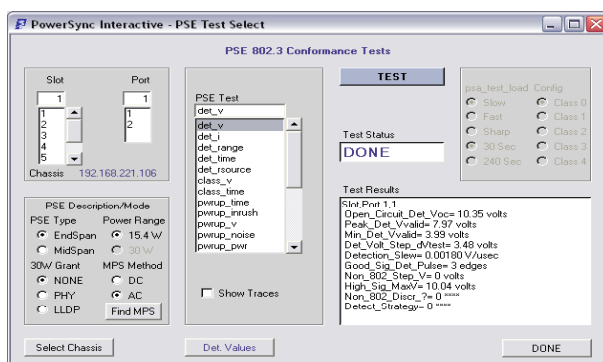 PowerSync Interactive - PSE Test Select
PSE 802.3 Conformance Tests
Slot
Port
1
1
1
2
3
4
5
1
2
Chassis 192.168.221.106
PSE Description/Mode
PSE Type
Power Range
EndSpan
15.4 W
MidSpan
30 W
30W Grant
MPS Method
NONE
DC
PHY
AC
LLDP
Find MPS
Select Chassis
PSE Test
det_v
det_v
det_i
det_range
det_time
det_rsource
class_v
class_time
pwrup_time
pwrup_inrush
pwrup_v
pwrup_noise
pwrup_pwr
Show Traces
Det. Values
TEST
Test Status
DONE
psa_test_load Config
Slow
Class 0
Fast
Class 1
Sharp
Class 2
30 Sec
Class 3
240 Sec
Class 4
Test Results
Slot,Port 1,1
Open_Circuit_Det_Voc= 10.35 volts
Peak_Det_Vvalid= 7.97 volts
Min_Det_Vvalid= 3.99 volts
Det_Volt_Step_dVtest= 3.48 volts
Detection_Slew= 0.00180 V/usec
Good_Sig_Det_Pulse= 3 edges
Non_802_Step_V= 0 volts
High_Sig_MaxV= 10.04 volts
Non_802_Discr_?= 0 ****
Detect_Strategy= 0 ****
DONE